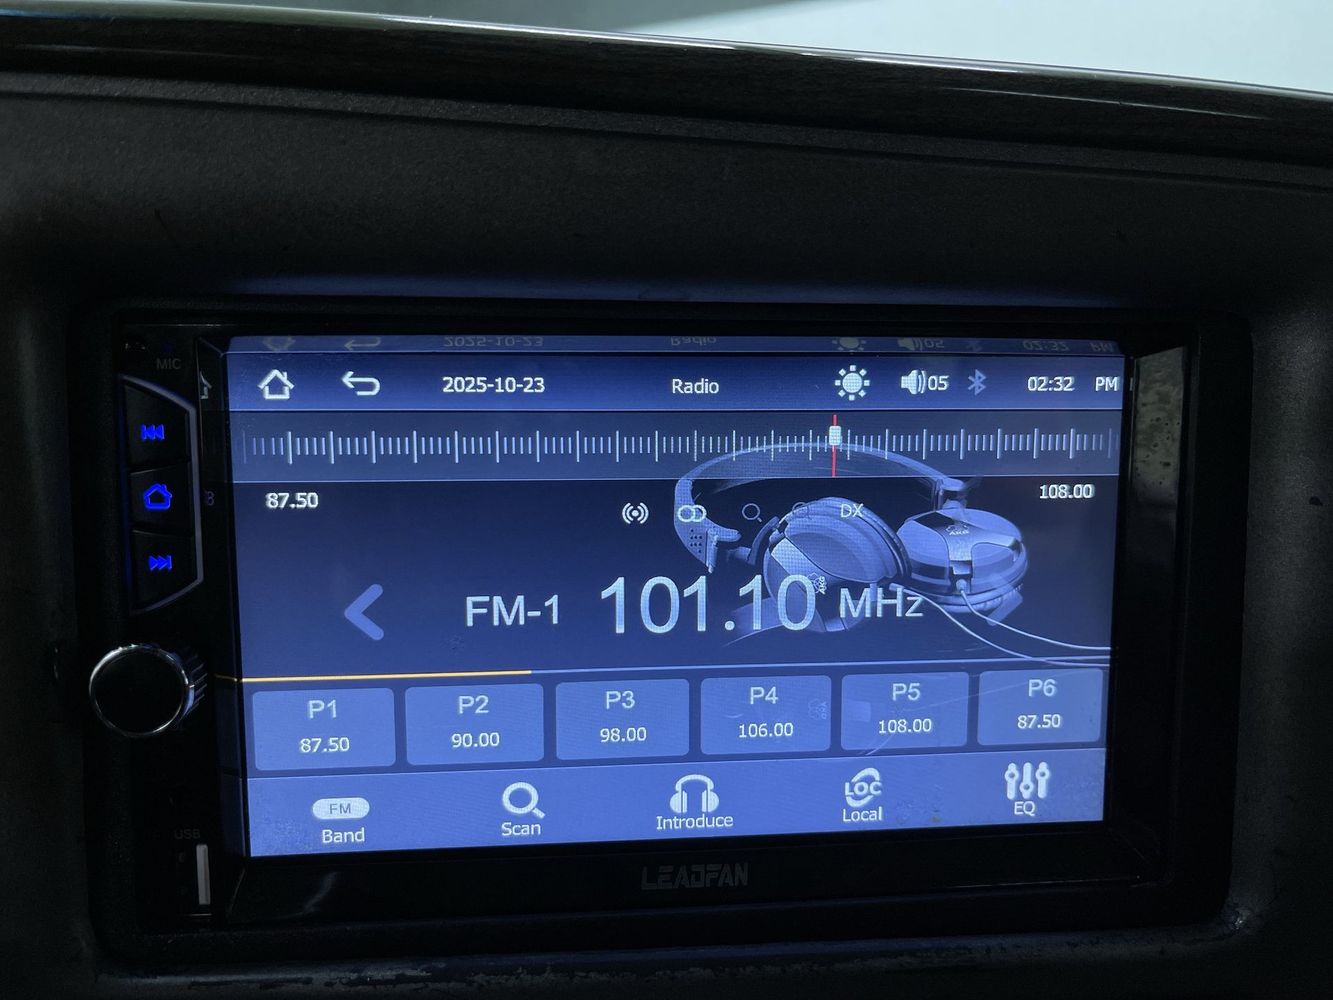 MIC
2025-10-23 Radio 05 02:32 PM
87.50 108.00
DX
FM-1 101.10 MHz
P1 P2 P3 P4 P5 P6
87.50 90.00 98.00 106.00 108.00 87.50
FM LOC
Band Scan Introduce Local EQ
USB
LEADFAN
AKG
AKG